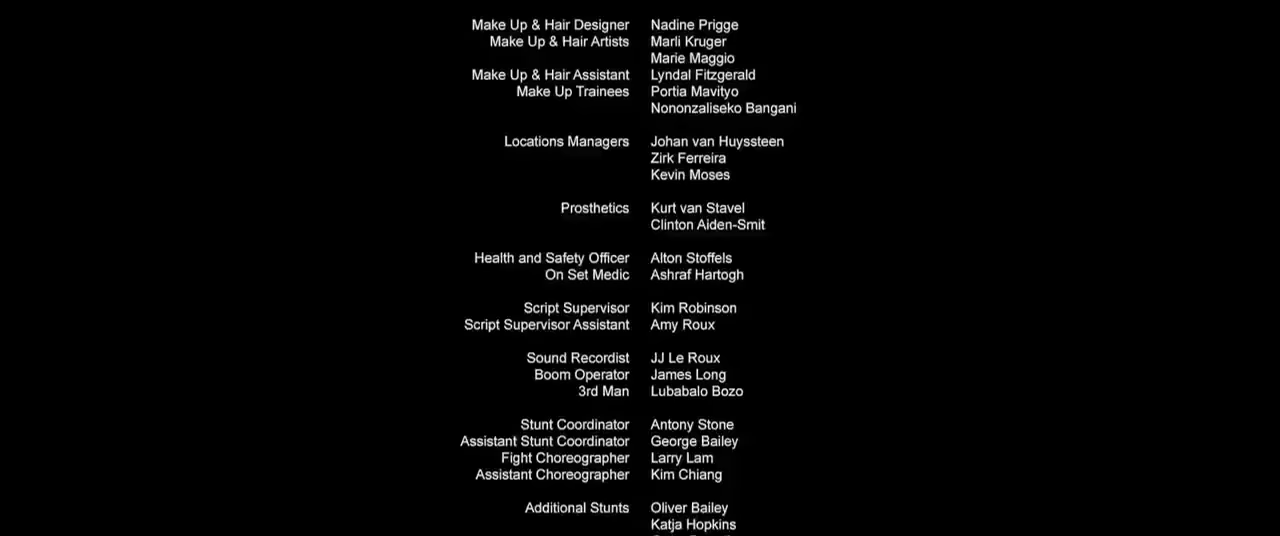 Make Up & Hair Designer Nadine Prigge
Make Up & Hair Artists Marli Kruger
Marie Maggio
Make Up & Hair Assistant Lyndal Fitzgerald
Make Up Trainees Portia Mavityo
Nononzaliseko Bangani
Locations Managers Johan van Huyssteen
Zirk Ferreira
Kevin Moses
Prosthetics Kurt van Stavel
Clinton Aiden-Smit
Health and Safety Officer Alton Stoffels
On Set Medic Ashraf Hartogh
Script Supervisor Kim Robinson
Script Supervisor Assistant Amy Roux
Sound Recordist JJ Le Roux
Boom Operator James Long
3rd Man Lubabalo Bozo
Stunt Coordinator Antony Stone
Assistant Stunt Coordinator George Bailey
Fight Choreographer Larry Lam
Assistant Choreographer Kim Chiang
Additional Stunts Oliver Bailey
Katja Hopkins